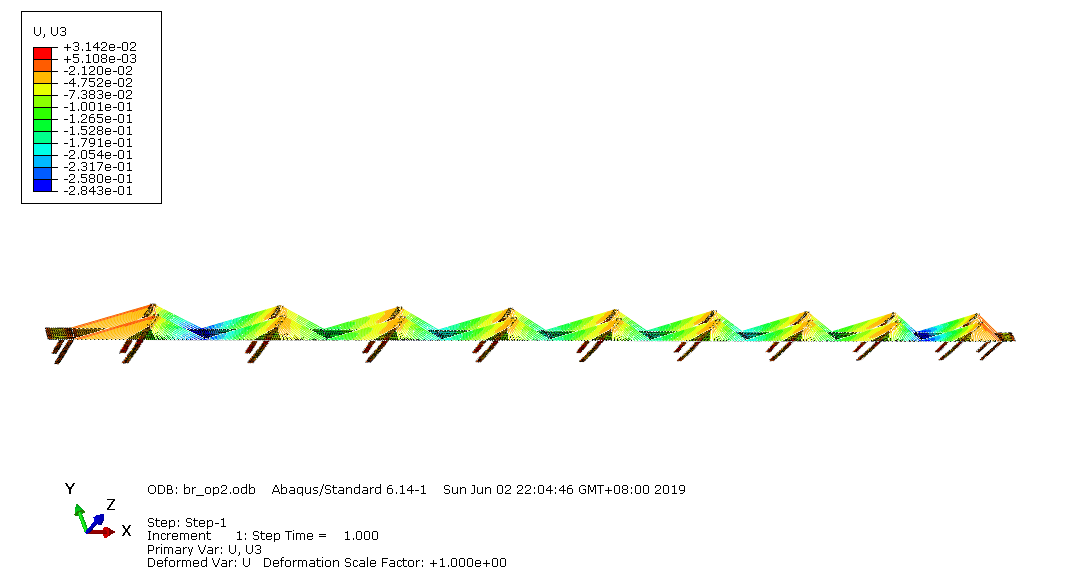 U, U3
+3.142e-02
+5.108e-03
-2.120e-02
-4.752e-02
-7.383e-02
-1.001e-01
-1.265e-01
-1.528e-01
-1.791e-01
-2.054e-01
-2.317e-01
-2.580e-01
-2.843e-01
Y
Z
X
ODB: br_op2.odb    Abaqus/Standard 6.14-1    Sun Jun 02 22:04:46 GMT+08:00 2019
Step: Step-1
Increment      1: Step Time =    1.000
Primary Var: U, U3
Deformed Var: U   Deformation Scale Factor: +1.000e+00